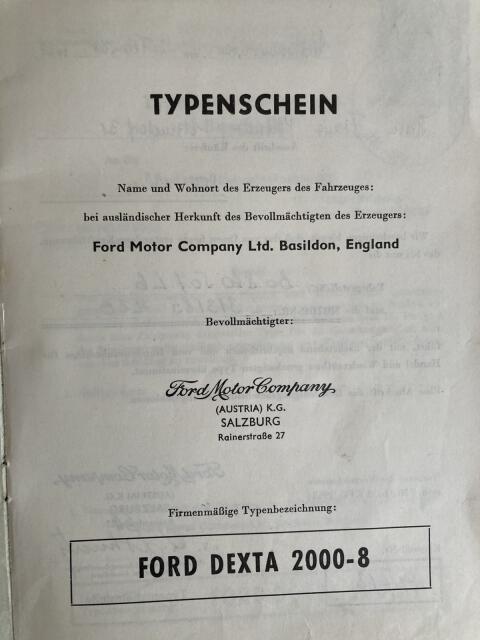 TYPENSCHEIN
Name und Wohnort des Erzeugers des Fahrzeuges:
bei ausländischer Herkunft des Bevollmächtigten des Erzeugers:
Ford Motor Company Ltd. Basildon, England
Bevollmächtigter:
Ford Motor Company,
(AUSTRIA) K.G.
SALZBURG
Rainerstraße 27
Firmenmäßige Typenbezeichnung:
FORD DEXTA 2000-8